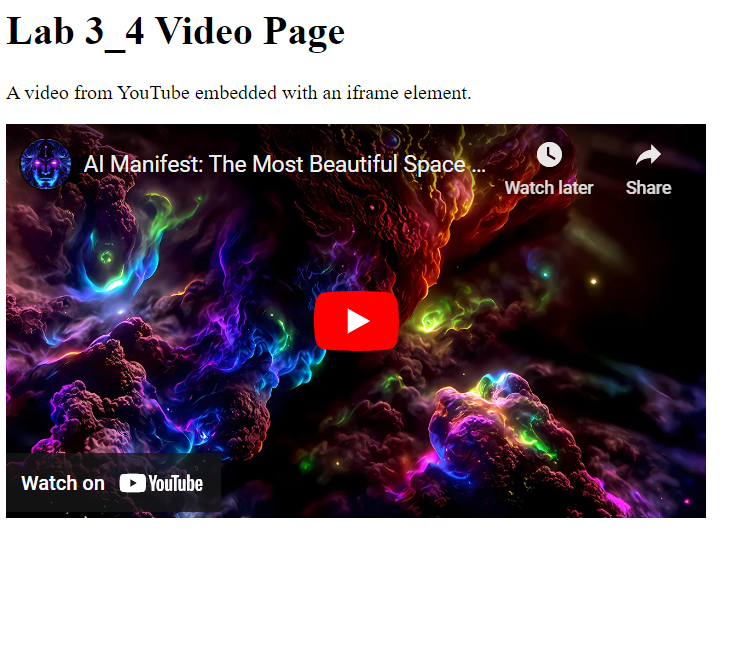 Lab 3_4 Video Page
A video from YouTube embedded with an iframe element.
AI Manifest: The Most Beautiful Space ...
Watch later
Share
Watch on YouTube